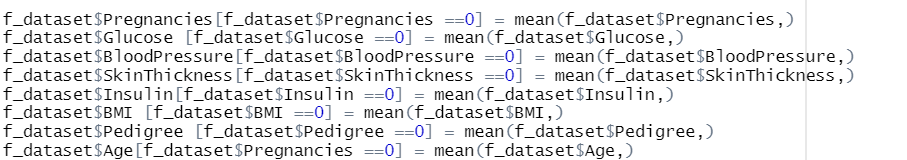 f_dataset$Pregnancies[f_dataset$Pregnancies ==0] = mean(f_dataset$Pregnancies,)
f_dataset$Glucose [f_dataset$Glucose ==0] = mean(f_dataset$Glucose,)
f_dataset$BloodPressure[f_dataset$BloodPressure ==0] = mean(f_dataset$BloodPressure,)
f_dataset$SkinThickness[f_dataset$SkinThickness ==0] = mean(f_dataset$SkinThickness,)
f_dataset$Insulin[f_dataset$Insulin ==0] = mean(f_dataset$Insulin,)
f_dataset$BMI [f_dataset$BMI ==0] = mean(f_dataset$BMI,)
f_dataset$Pedigree [f_dataset$Pedigree ==0] = mean(f_dataset$Pedigree,)
f_dataset$Age[f_dataset$Pregnancies ==0] = mean(f_dataset$Age,)